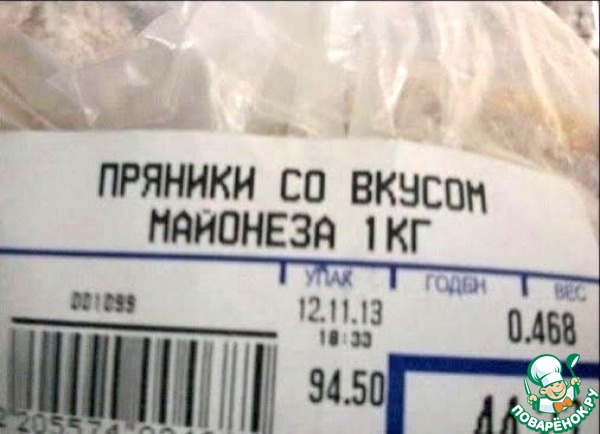 ПРЯНИКИ СО ВКУСОМ
МАЙОНЕЗА 1КГ
УПАК ГОДЕН ВЕС
001099 12.11.13 0.468
18:33
94.50
ПОВАРЁНОК.РУ